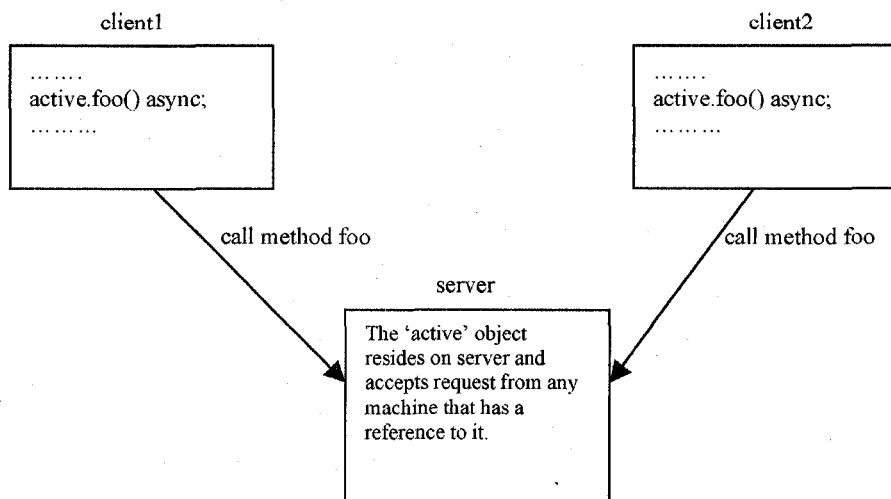 client1
client2
…….
active.foo() async;
………
…….
active.foo() async;
………
call method foo
call method foo
server
The ‘active’ object
resides on server and
accepts request from any
machine that has a
reference to it.